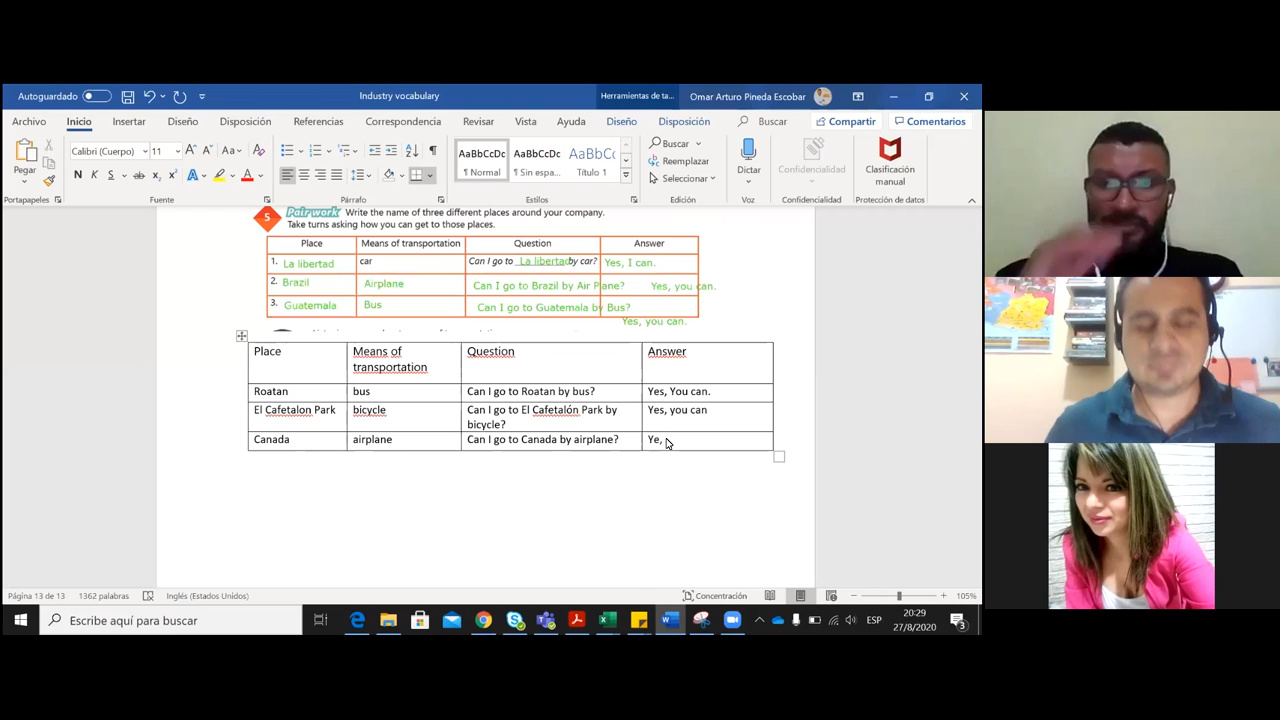 Autoguardado
Industry vocabulary
Herramientas de ta...
Omar Arturo Pineda Escobar
Archivo Inicio Insertar Diseño Disposición Referencias Correspondencia Revisar Vista Ayuda Diseño Disposición Buscar Compartir Comentarios
Calibri (Cuerpo) 11
Pegar
N K S ab x₂ x²
AaBbCcDc AaBbCcDc AaBbCc
¶ Normal ¶ Sin espa... Título 1
Buscar
Reemplazar
Seleccionar
Dictar
Confidencialidad
Clasificación
manual
Portapapeles Fuente Párrafo Estilos Edición Voz Confidencialidad Protección de datos
5 Pair work Write the name of three different places around your company.
Take turns asking how you can get to those places.
Place Means of transportation Question Answer
1. La libertad car Can I go to La libertad by car? Yes, I can.
2. Brazil Airplane Can I go to Brazil by Air Plane? Yes, you can.
3. Guatemala Bus Can I go to Guatemala by Bus?
Yes, you can.
Place Means of transportation Question Answer
Roatan bus Can I go to Roatan by bus? Yes, You can.
El Cafetalon Park bicycle Can I go to El Cafetalón Park by bicycle? Yes, you can
Canada airplane Can I go to Canada by airplane? Ye,
Página 13 de 13 1362 palabras Inglés (Estados Unidos) Concentración 105%
Escribe aquí para buscar
ESP
20:29
27/8/2020
3